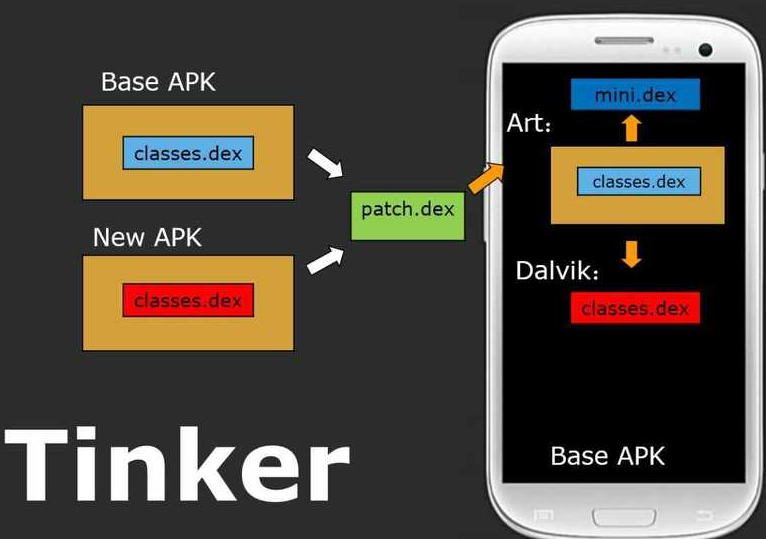 Base APK
classes.dex
New APK
classes.dex
patch.dex
mini.dex
Art：
classes.dex
Dalvik：
classes.dex
Base APK
Tinker